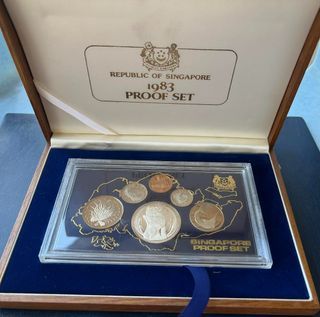 REPUBLIC OF SINGAPORE
1983
PROOF SET
SINGAPORE
PROOF SET